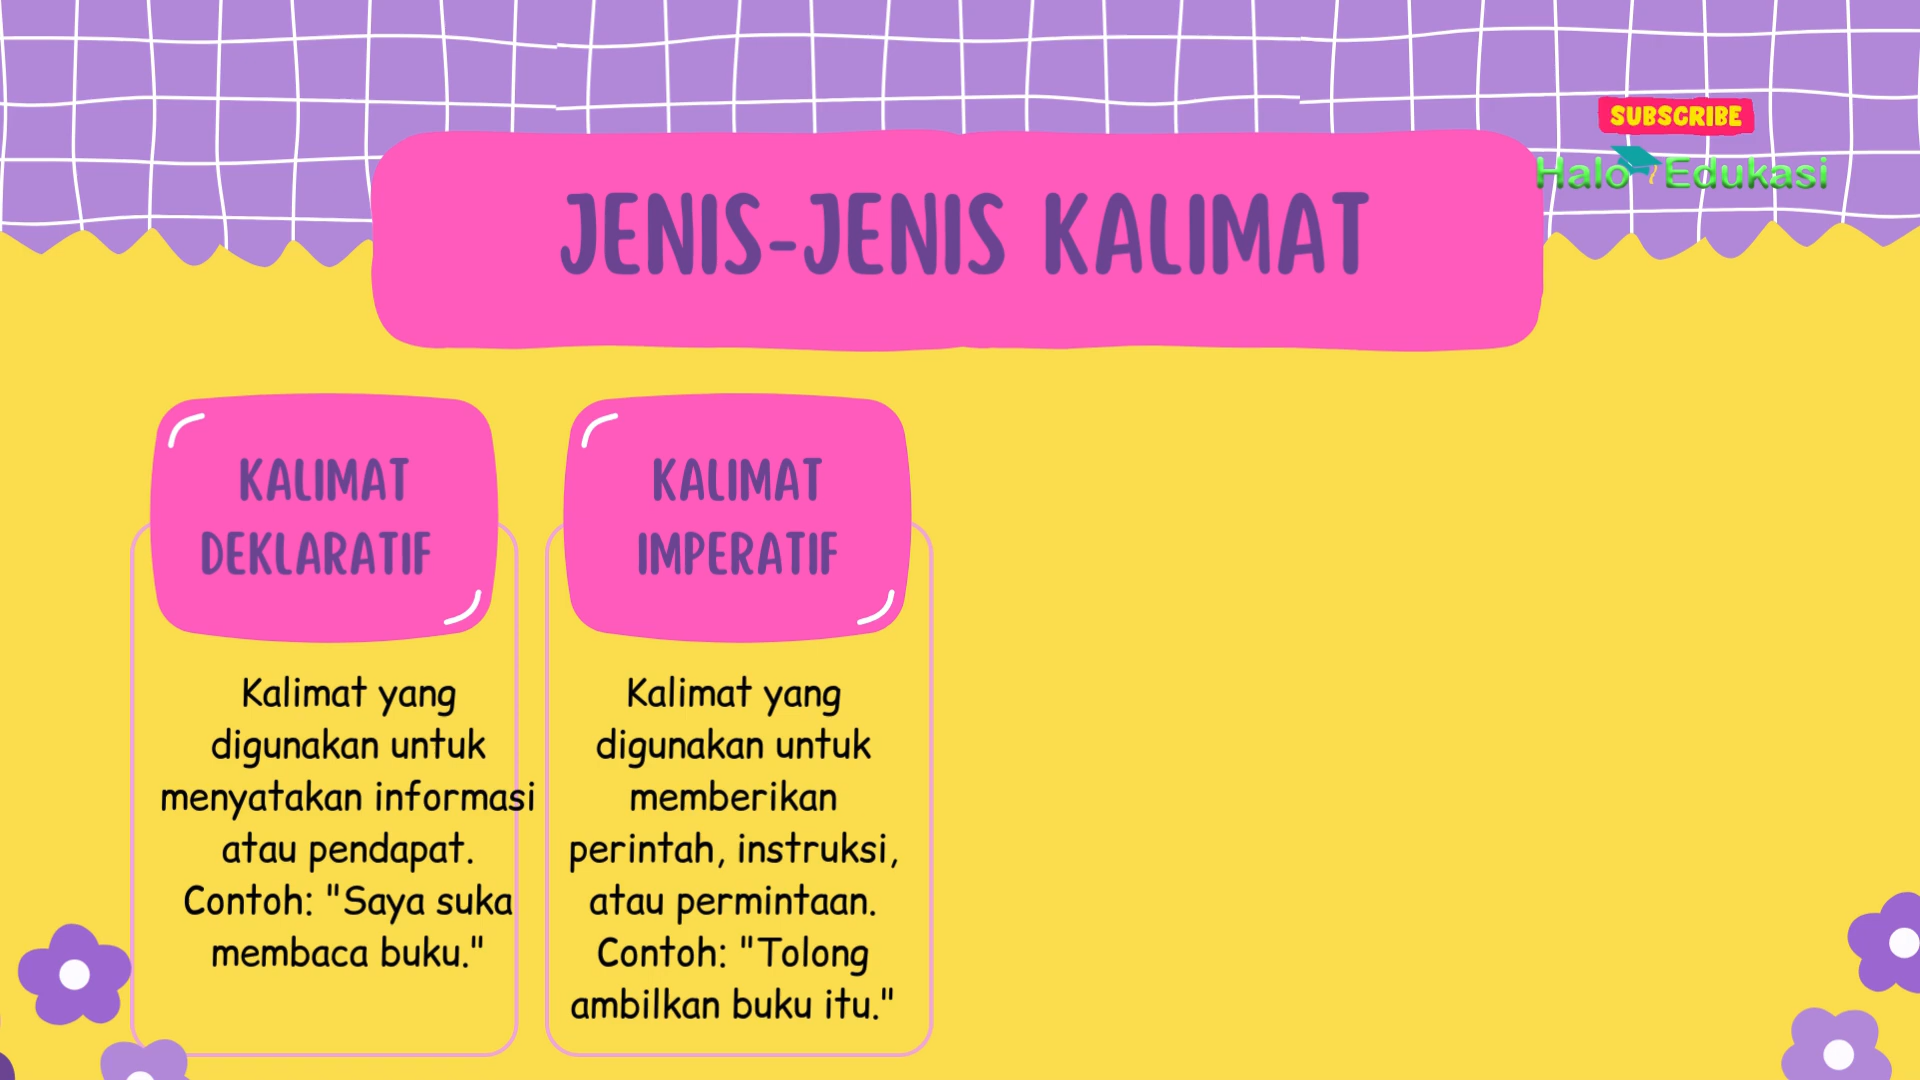 SUBSCRIBE
Halo Edukasi
JENIS-JENIS KALIMAT
KALIMAT
DEKLARATIF
Kalimat yang
digunakan untuk
menyatakan informasi
atau pendapat.
Contoh: "Saya suka
membaca buku."
KALIMAT
IMPERATIF
Kalimat yang
digunakan untuk
memberikan
perintah, instruksi,
atau permintaan.
Contoh: "Tolong
ambilkan buku itu."